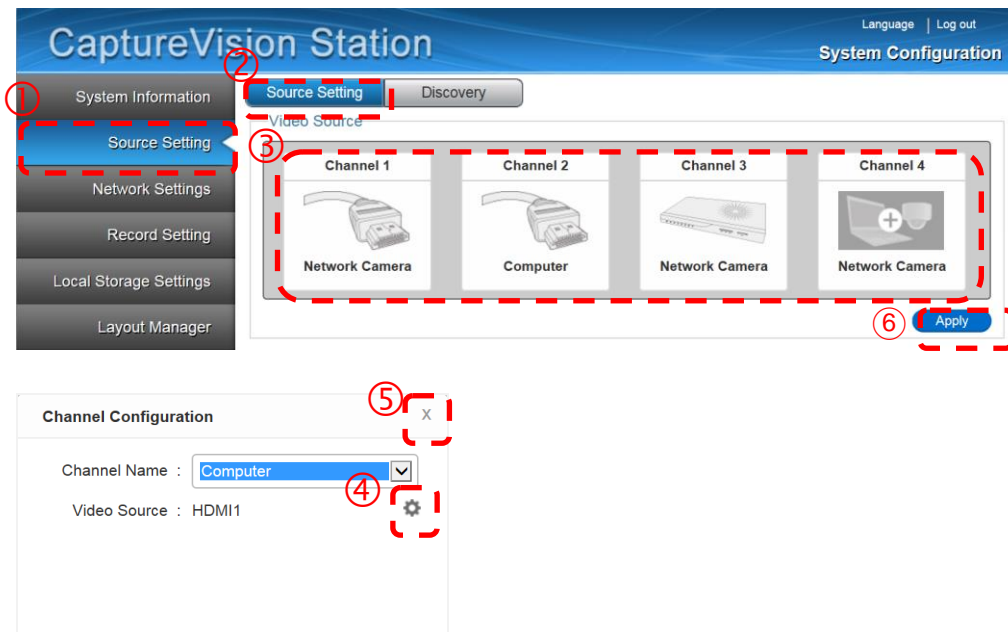 CaptureVision Station
Language | Log out
System Configuration
①
②
System Information
Source Setting
Discovery
Source Setting
③
Video Source
Channel 1
Channel 2
Channel 3
Channel 4
Network Settings
Record Setting
Network Camera
Computer
Network Camera
Network Camera
Local Storage Settings
Layout Manager
⑥
Apply
Channel Configuration
⑤
X
Channel Name :
Computer
④
Video Source : HDMI1